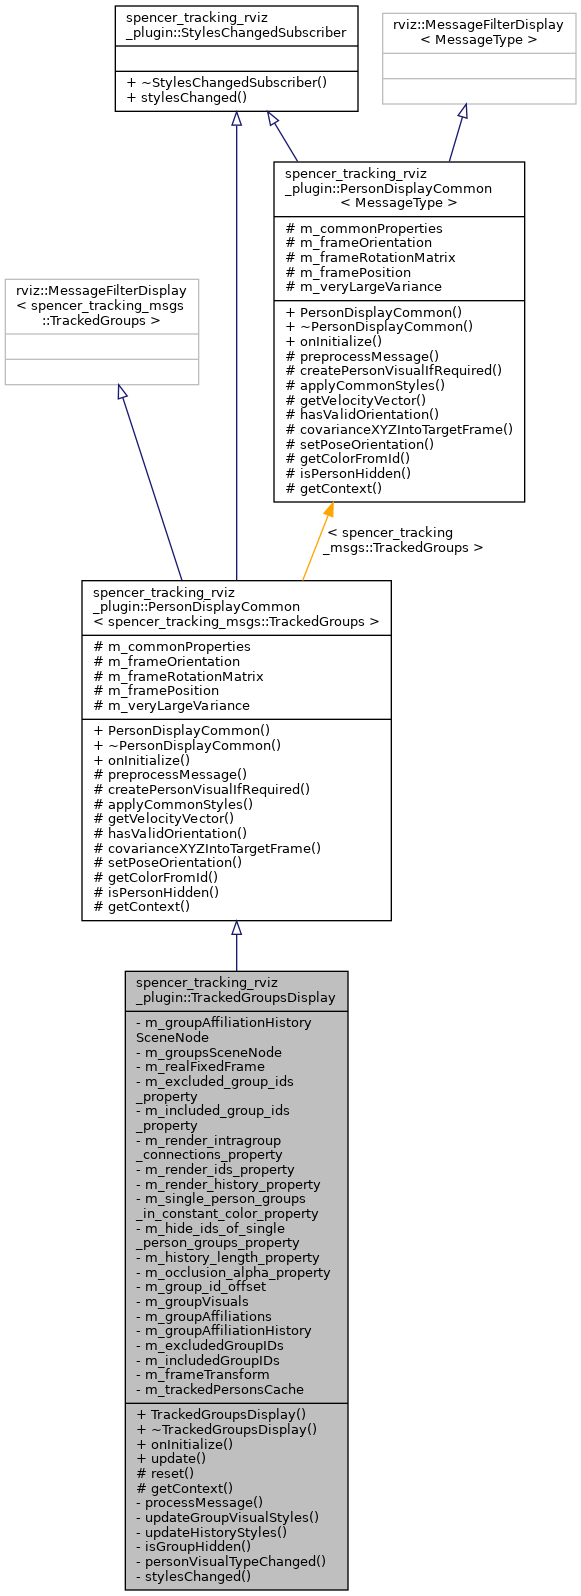 spencer_tracking_rviz
_plugin::StylesChangedSubscriber
+ ~StylesChangedSubscriber()
+ stylesChanged()
rviz::MessageFilterDisplay
< MessageType >
spencer_tracking_rviz
_plugin::PersonDisplayCommon
< MessageType >
# m_commonProperties
# m_frameOrientation
# m_frameRotationMatrix
# m_framePosition
# m_veryLargeVariance
+ PersonDisplayCommon()
+ ~PersonDisplayCommon()
+ onInitialize()
# preprocessMessage()
# createPersonVisualIfRequired()
# applyCommonStyles()
# getVelocityVector()
# hasValidOrientation()
# covarianceXYZIntoTargetFrame()
# setPoseOrientation()
# getColorFromId()
# isPersonHidden()
# getContext()
rviz::MessageFilterDisplay
< spencer_tracking_msgs
::TrackedGroups >
< spencer_tracking
_msgs::TrackedGroups >
spencer_tracking_rviz
_plugin::PersonDisplayCommon
< spencer_tracking_msgs::TrackedGroups >
# m_commonProperties
# m_frameOrientation
# m_frameRotationMatrix
# m_framePosition
# m_veryLargeVariance
+ PersonDisplayCommon()
+ ~PersonDisplayCommon()
+ onInitialize()
# preprocessMessage()
# createPersonVisualIfRequired()
# applyCommonStyles()
# getVelocityVector()
# hasValidOrientation()
# covarianceXYZIntoTargetFrame()
# setPoseOrientation()
# getColorFromId()
# isPersonHidden()
# getContext()
spencer_tracking_rviz
_plugin::TrackedGroupsDisplay
- m_groupAffiliationHistory
SceneNode
- m_groupsSceneNode
- m_realFixedFrame
- m_excluded_group_ids
_property
- m_included_group_ids
_property
- m_render_intragroup
_connections_property
- m_render_ids_property
- m_render_history_property
- m_single_person_groups
_in_constant_color_property
- m_hide_ids_of_single
_person_groups_property
- m_history_length_property
- m_occlusion_alpha_property
- m_group_id_offset
- m_groupVisuals
- m_groupAffiliations
- m_groupAffiliationHistory
- m_excludedGroupIDs
- m_includedGroupIDs
- m_frameTransform
- m_trackedPersonsCache
+ TrackedGroupsDisplay()
+ ~TrackedGroupsDisplay()
+ onInitialize()
+ update()
# reset()
# getContext()
- processMessage()
- updateGroupVisualStyles()
- updateHistoryStyles()
- isGroupHidden()
- personVisualTypeChanged()
- stylesChanged()